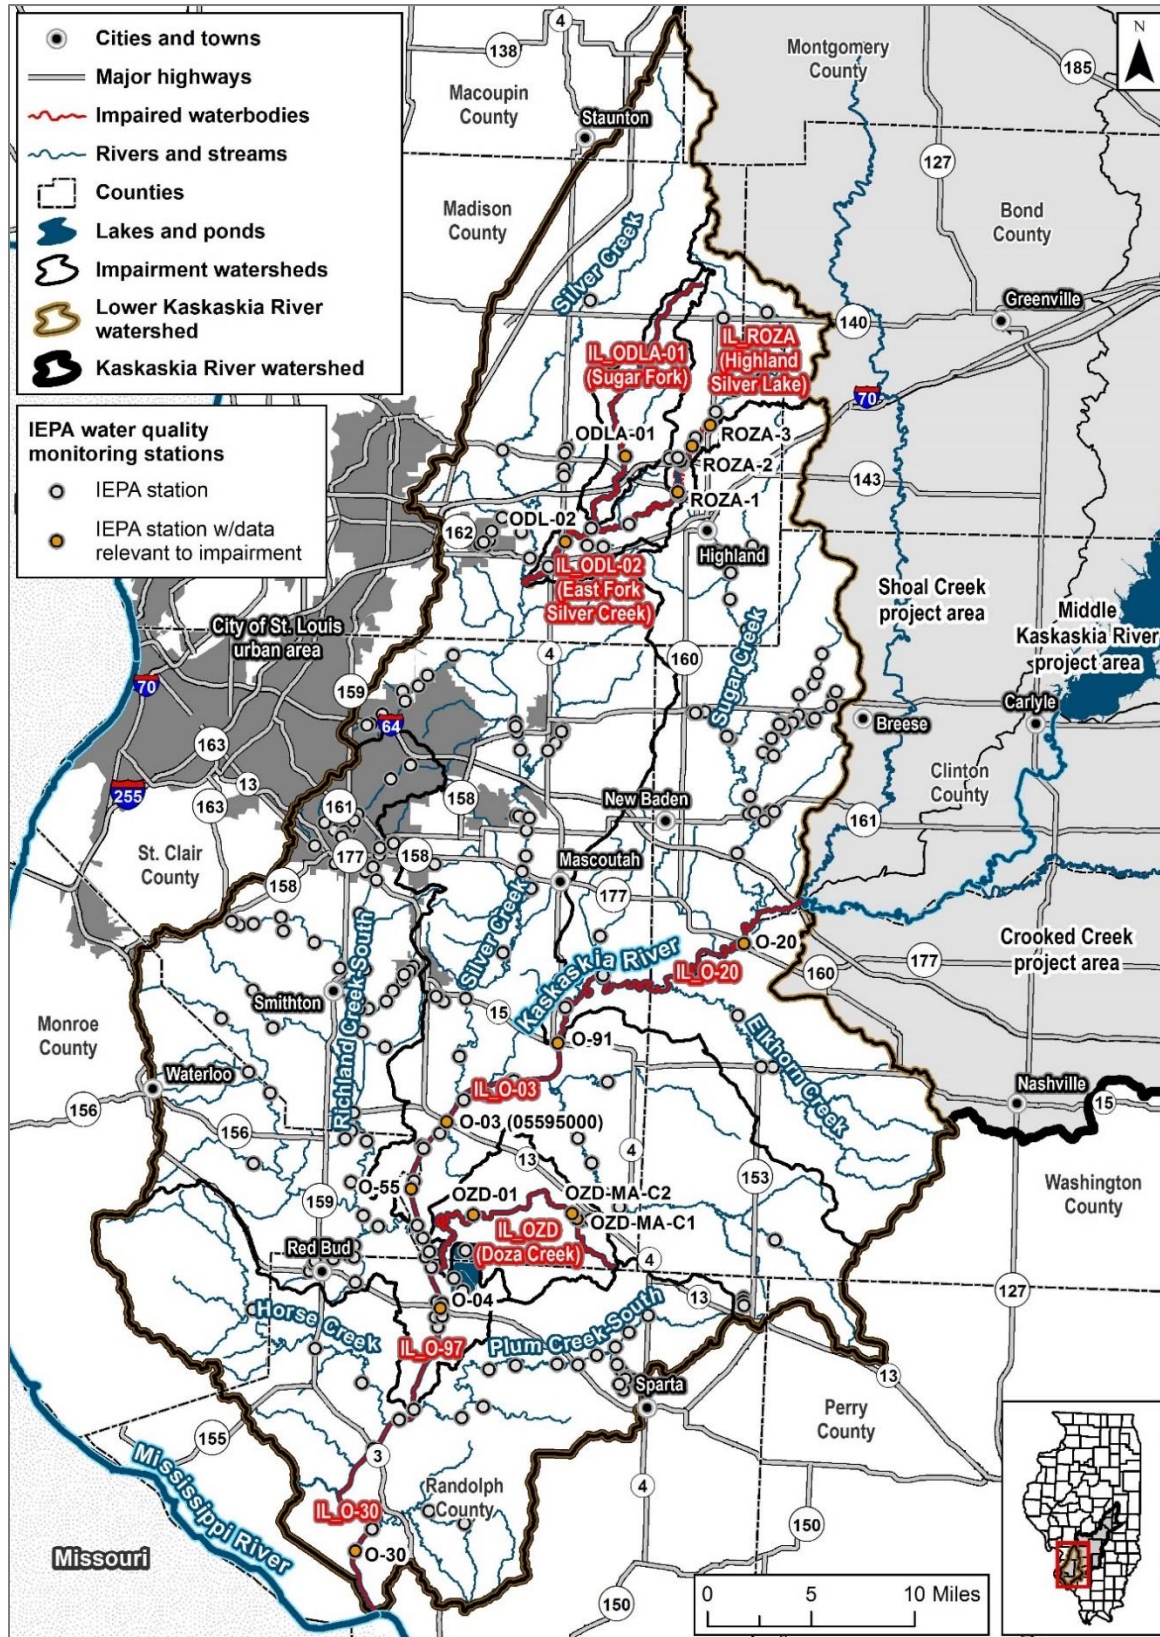 Cities and towns
Major highways
Impaired waterbodies
Rivers and streams
Counties
Lakes and ponds
Impairment watersheds
Lower Kaskaskia River
watershed
Kaskaskia River watershed
IEPA water quality
monitoring stations
IEPA station
IEPA station w/data
relevant to impairment
N
4
138
Montgomery
County
185
Macoupin
County
Staunton
127
Madison
County
Bond
County
Silver Creek
Greenville
140
IL_ODLA-01
(Sugar Fork)
IL_ROZA
(Highland
Silver Lake)
70
ODLA-01
ROZA-3
ROZA-2
143
ROZA-1
ODL-02
162
Highland
IL_ODL-02
(East Fork
Silver Creek)
Shoal Creek
project area
Middle
Kaskaskia River
project area
City of St. Louis
urban area
4
160
Sugar Creek
70
159
64
Carlyle
Breese
163
13
255
163
158
Clinton
County
161
New Baden
161
St. Clair
County
177
158
Mascoutah
158
177
Silver Creek
Richland Creek-South
O-20
Kaskaskia River
IL_O-20
160
177
Crooked Creek
project area
Smithton
15
Monroe
County
O-91
Elkhorn Creek
Waterloo
IL_O-03
Nashville
15
156
156
O-03 (05595000)
13
4
153
O-55
159
OZD-01
OZD-MA-C2
OZD-MA-C1
Washington
County
IL_OZD
(Doza Creek)
Red Bud
4
127
13
O-04
Horse Creek
IL_O-97
Plum Creek-South
13
Sparta
Perry
County
155
3
Mississippi River
Randolph
County
4
IL_O-30
150
Missouri
O-30
150
0 5 10 Miles